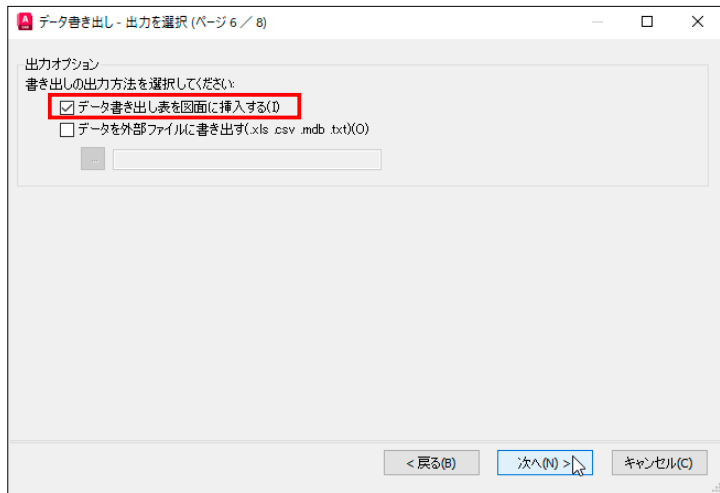 データ書き出し - 出力を選択 (ページ 6 ／ 8)
出力オプション
書き出しの出力方法を選択してください:
データ書き出し表を図面に挿入する(I)
データを外部ファイルに書き出す(.xls .csv .mdb .txt)(O)
...
< 戻る(B)
次へ(N) >
キャンセル(C)